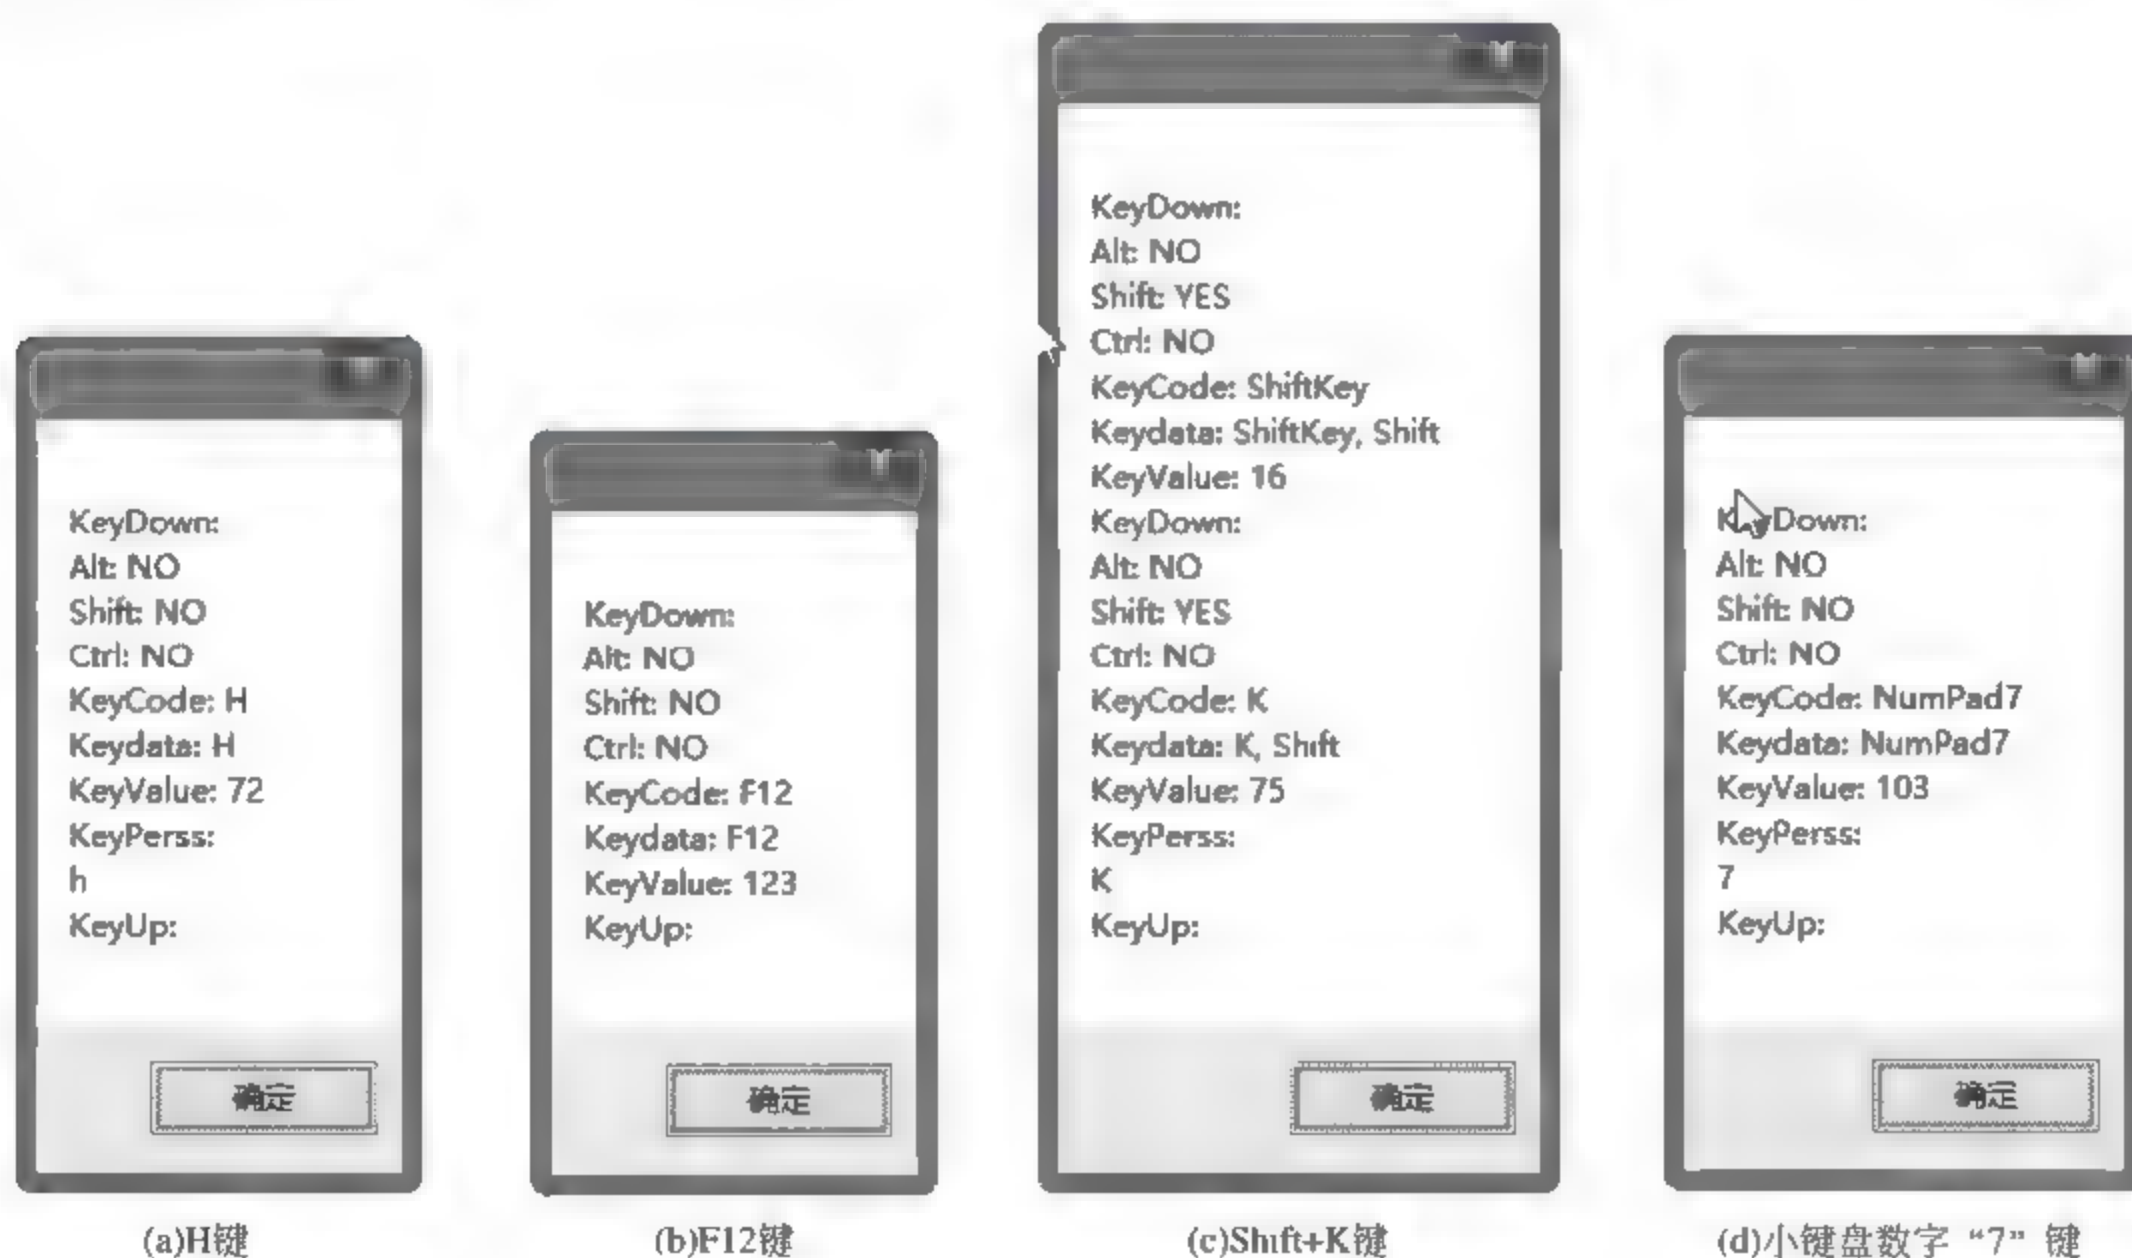 KeyDown:
Alt: NO
Shift: NO
Ctrl: NO
KeyCode: H
Keydata: H
KeyValue: 72
KeyPerss:
h
KeyUp:
确定
(a)H键
KeyDown:
Alt: NO
Shift: NO
Ctrl: NO
KeyCode: F12
Keydata: F12
KeyValue: 123
KeyUp:
确定
(b)F12键
KeyDown:
Alt: NO
Shift: YES
Ctrl: NO
KeyCode: ShiftKey
Keydata: ShiftKey, Shift
KeyValue: 16
KeyDown:
Alt: NO
Shift: YES
Ctrl: NO
KeyCode: K
Keydata: K, Shift
KeyValue: 75
KeyPerss:
K
KeyUp:
确定
(c)Shift+K键
KeyDown:
Alt: NO
Shift: NO
Ctrl: NO
KeyCode: NumPad7
Keydata: NumPad7
KeyValue: 103
KeyPerss:
7
KeyUp:
确定
(d)小键盘数字“7”键